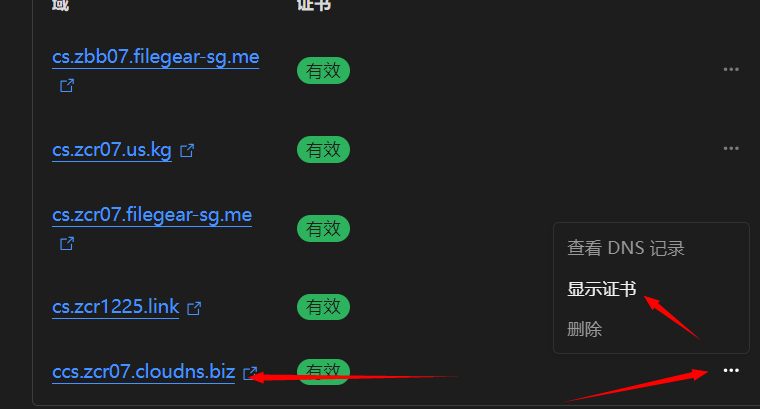 域 证书
cs.zbb07.filegear-sg.me 有效
cs.zcr07.us.kg 有效
cs.zcr07.filegear-sg.me 有效
查看 DNS 记录
显示证书
cs.zcr1225.link 有效
删除
ccs.zcr07.cloudns.biz 有效